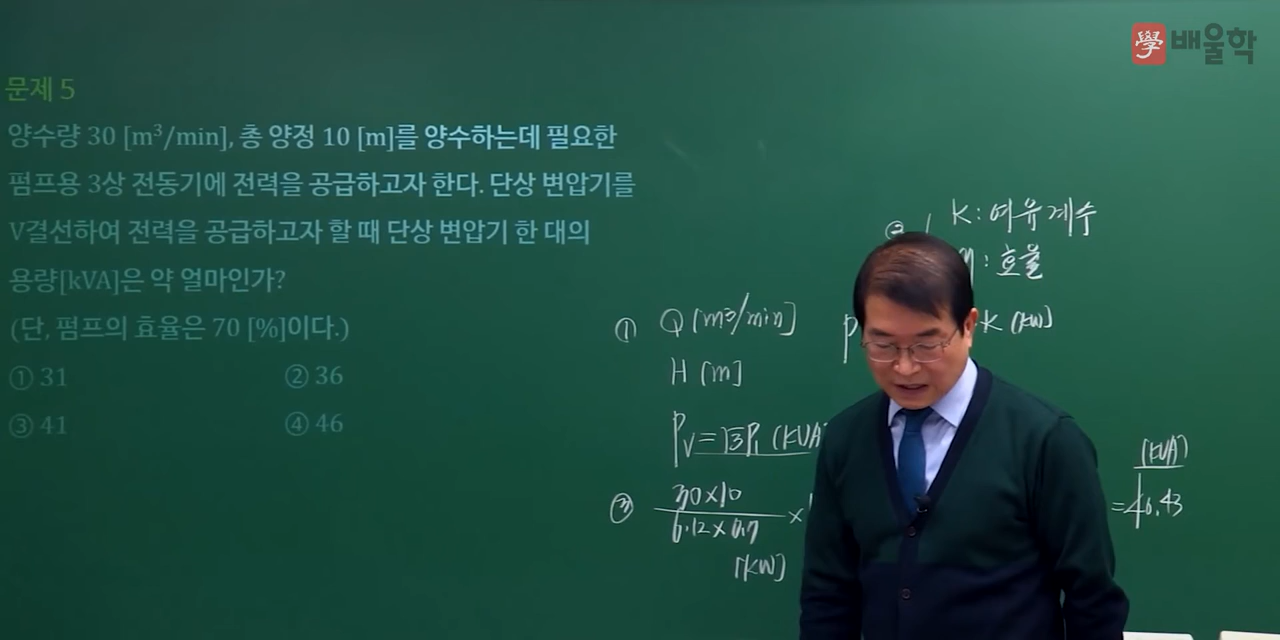 學 배울학
문제 5
양수량 30 [m³/min], 총 양정 10 [m]를 양수하는데 필요한
펌프용 3상 전동기에 전력을 공급하고자 한다. 단상 변압기를
V결선하여 전력을 공급하고자 할 때 단상 변압기 한 대의
용량[kVA]은 약 얼마인가?
(단, 펌프의 효율은 70 [%]이다.)
① 31 ② 36
③ 41 ④ 46
② K : 여유계수
η : 효율
① Q [m³/min] P K [kW]
H [m]
Pv = √3P₁ [kVA
[kVA]
③ 30×10 / 6.12×0.7 × = 46.43
[kW]